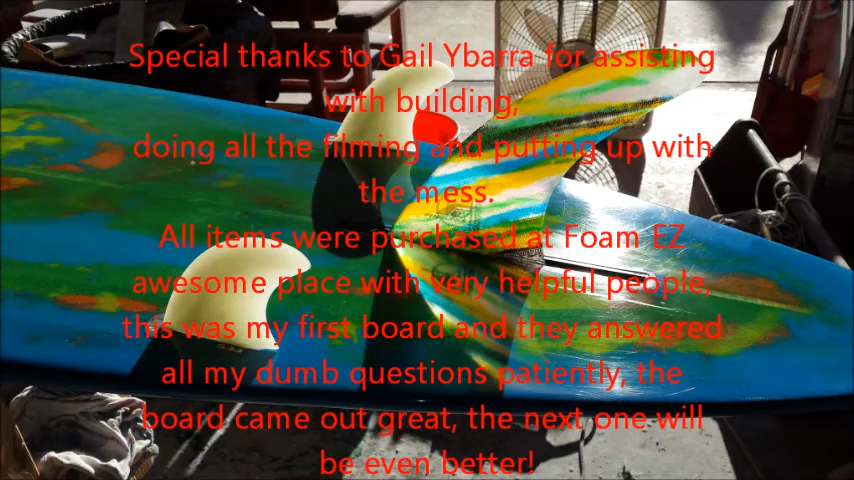 Special thanks to Gail Ybarra for assisting
with building,
doing all the filming and putting up with
the mess.
All items were purchased at Foam EZ
awesome place with very helpful people,
this was my first board and they answered
all my dumb questions patiently, the
board came out great, the next one will
be even better!